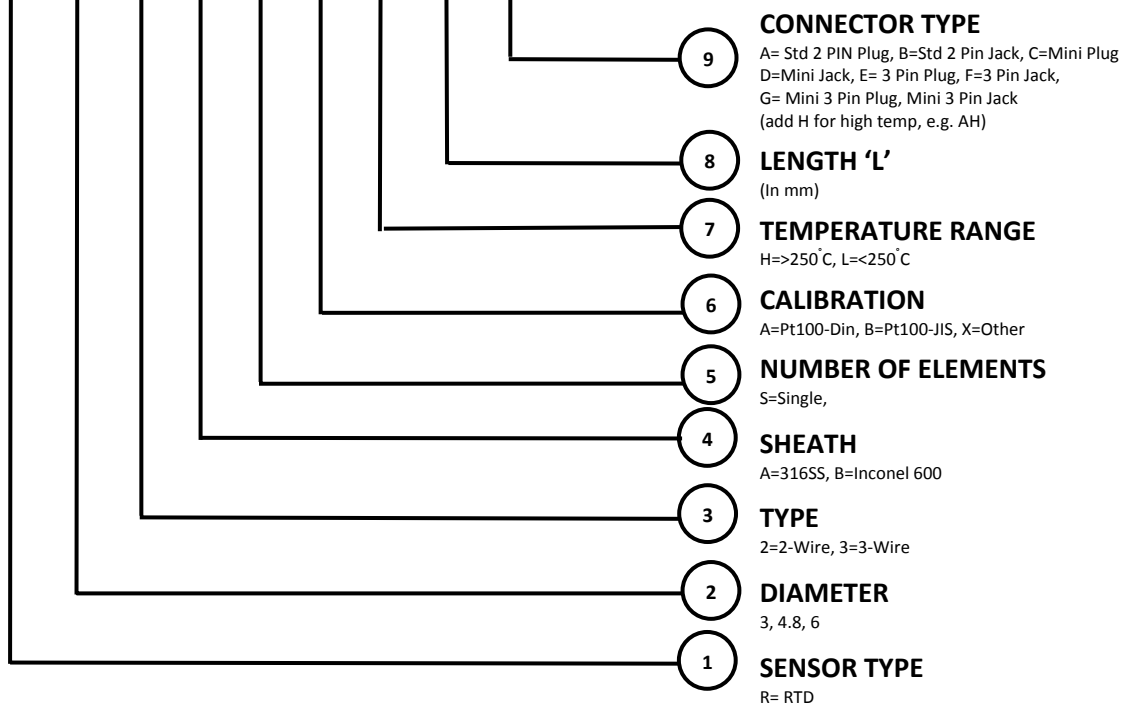 9
CONNECTOR TYPE
A= Std 2 PIN Plug, B=Std 2 Pin Jack, C=Mini Plug
D=Mini Jack, E= 3 Pin Plug, F=3 Pin Jack,
G= Mini 3 Pin Plug, Mini 3 Pin Jack
(add H for high temp, e.g. AH)
8
LENGTH ‘L’
(In mm)
7
TEMPERATURE RANGE
H=>250°C, L=<250°C
6
CALIBRATION
A=Pt100-Din, B=Pt100-JIS, X=Other
5
NUMBER OF ELEMENTS
S=Single,
4
SHEATH
A=316SS, B=Inconel 600
3
TYPE
2=2-Wire, 3=3-Wire
2
DIAMETER
3, 4.8, 6
1
SENSOR TYPE
R= RTD